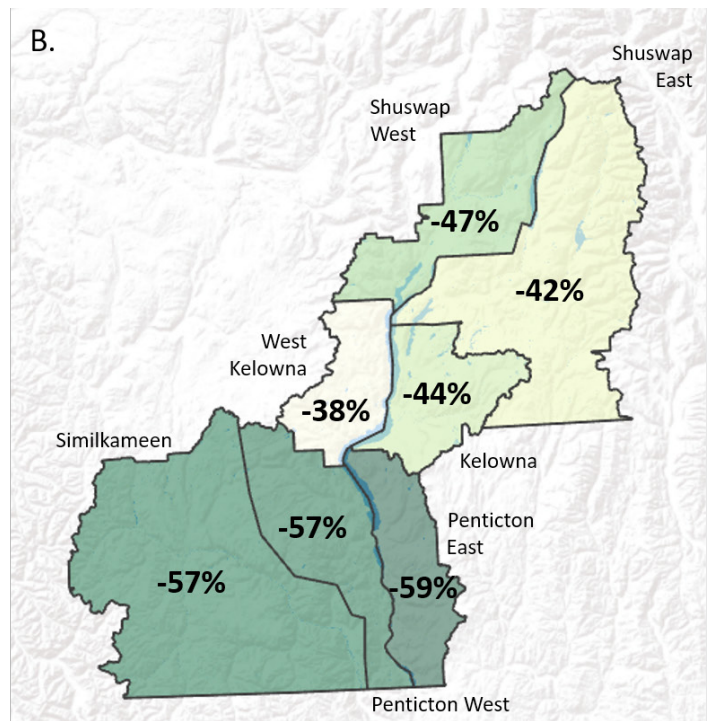 B.
Shuswap
East
Shuswap
West
-47%
-42%
West
Kelowna
-44%
-38%
Similkameen
Kelowna
Penticton
East
-57%
-57%
-59%
Penticton West